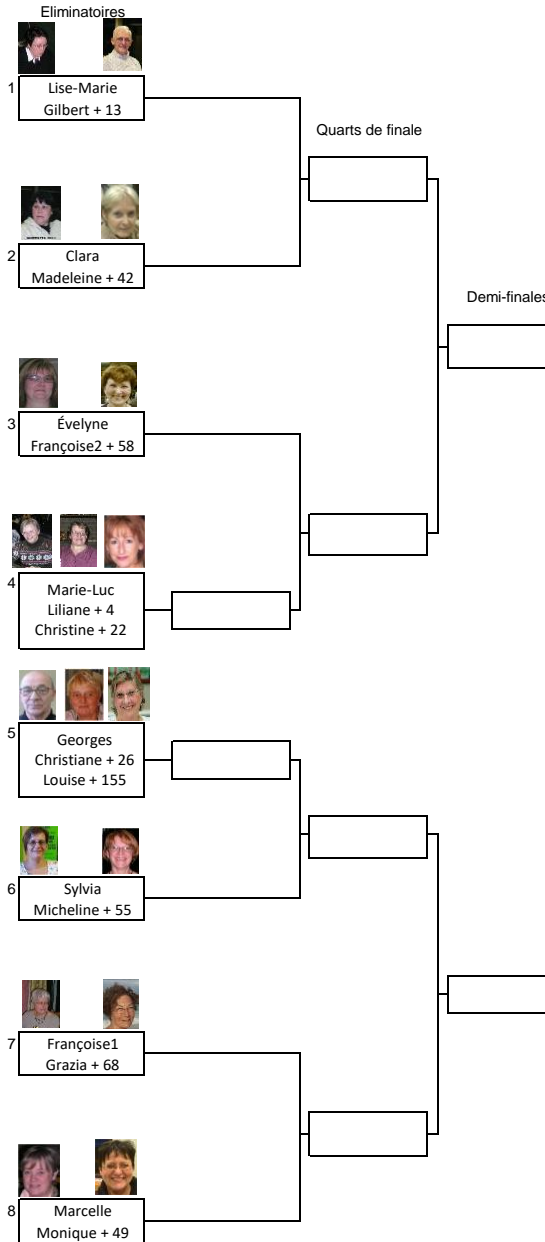 Eliminatoires
1
Lise-Marie
Gilbert + 13
Quarts de finale
2
Clara
Madeleine + 42
Demi-finales
3
Évelyne
Françoise2 + 58
4
Marie-Luc
Liliane + 4
Christine + 22
5
Georges
Christiane + 26
Louise + 155
6
Sylvia
Micheline + 55
7
Françoise1
Grazia + 68
8
Marcelle
Monique + 49